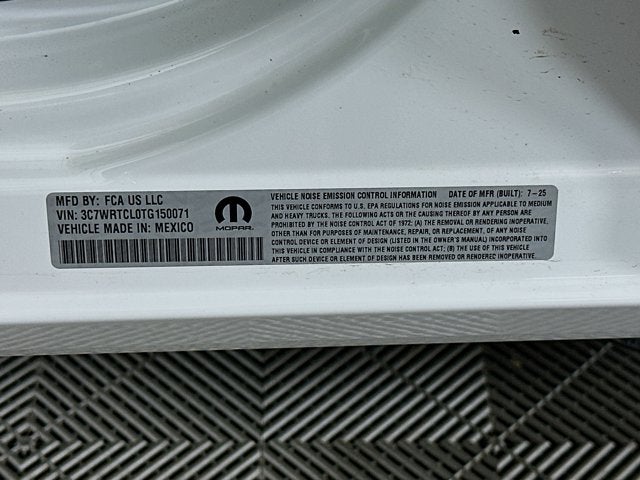 MFD BY: FCA US LLC
VIN: 3C7WRTCL0TG150071
VEHICLE MADE IN: MEXICO
MOPAR
VEHICLE NOISE EMISSION CONTROL INFORMATION DATE OF MFR (BUILT): 7-25
THIS VEHICLE CONFORMS TO U.S. EPA REGULATIONS FOR NOISE EMISSION APPLICABLE TO MEDIUM
AND HEAVY TRUCKS. THE FOLLOWING ACTS OR THE CAUSING THEREOF BY ANY PERSON ARE
PROHIBITED BY THE NOISE CONTROL ACT OF 1972; (A) THE REMOVAL OR RENDERING INOPERATIVE,
OTHER THAN FOR PURPOSES OF MAINTENANCE, REPAIR, OR REPLACEMENT, OF ANY NOISE
CONTROL DEVICE OR ELEMENT OF DESIGN (LISTED IN THE OWNER'S MANUAL) INCORPORATED INTO
THIS VEHICLE IN COMPLIANCE WITH THE NOISE CONTROL ACT; (B) THE USE OF THIS VEHICLE
AFTER SUCH DEVICE OR ELEMENT OF DESIGN HAS BEEN REMOVED OR RENDERED INOPERATIVE